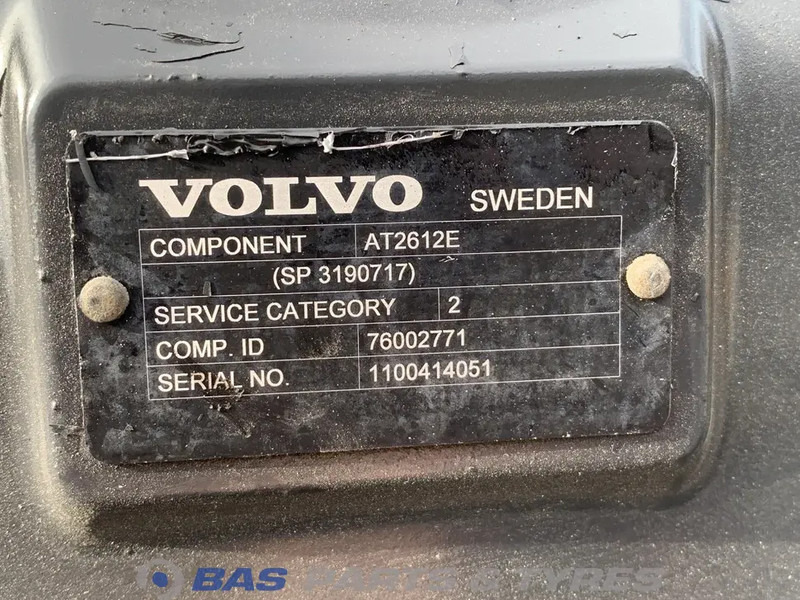 VOLVO SWEDEN
COMPONENT AT2612E
(SP 3190717)
SERVICE CATEGORY 2
COMP. ID 76002771
SERIAL NO. 1100414051
BAS PARTS & TYRES